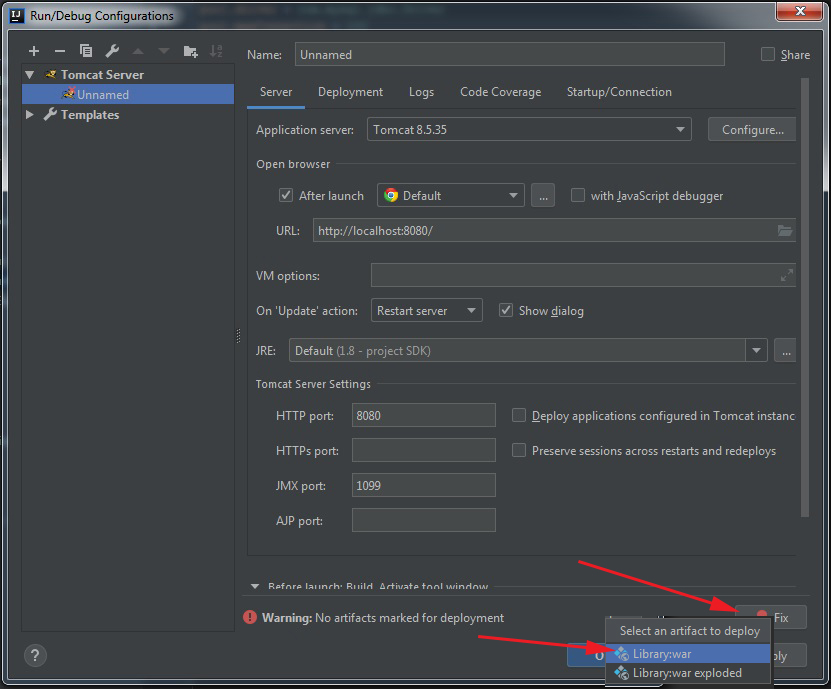 Run/Debug Configurations
Name: Unnamed Share
Tomcat Server
Unnamed
Templates
Server Deployment Logs Code Coverage Startup/Connection
Application server: Tomcat 8.5.35 Configure...
Open browser
After launch Default ... with JavaScript debugger
URL: http://localhost:8080/
VM options:
On 'Update' action: Restart server Show dialog
JRE: Default (1.8 - project SDK) ...
Tomcat Server Settings
HTTP port: 8080 Deploy applications configured in Tomcat instanc
HTTPs port: Preserve sessions across restarts and redeploys
JMX port: 1099
AJP port:
Before launch: Build, Activate tool window
Warning: No artifacts marked for deployment Fix
Select an artifact to deploy
Library:war
Library:war exploded
?